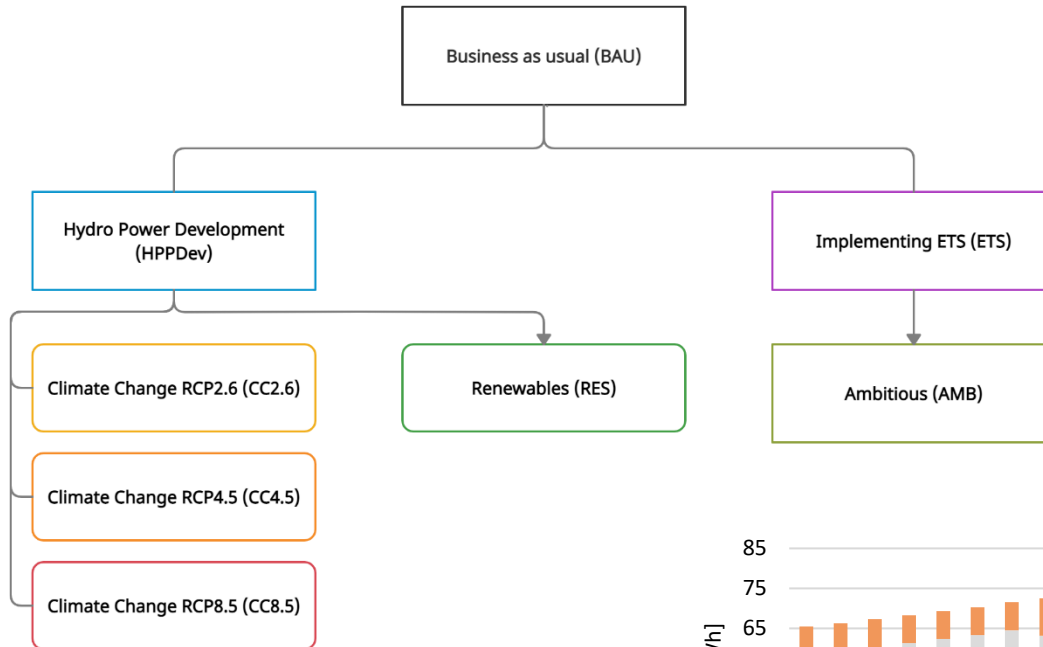 Business as usual (BAU)
Hydro Power Development
(HPPDev)
Implementing ETS (ETS)
Climate Change RCP2.6 (CC2.6)
Renewables (RES)
Ambitious (AMB)
Climate Change RCP4.5 (CC4.5)
Climate Change RCP8.5 (CC8.5)
85
75
65